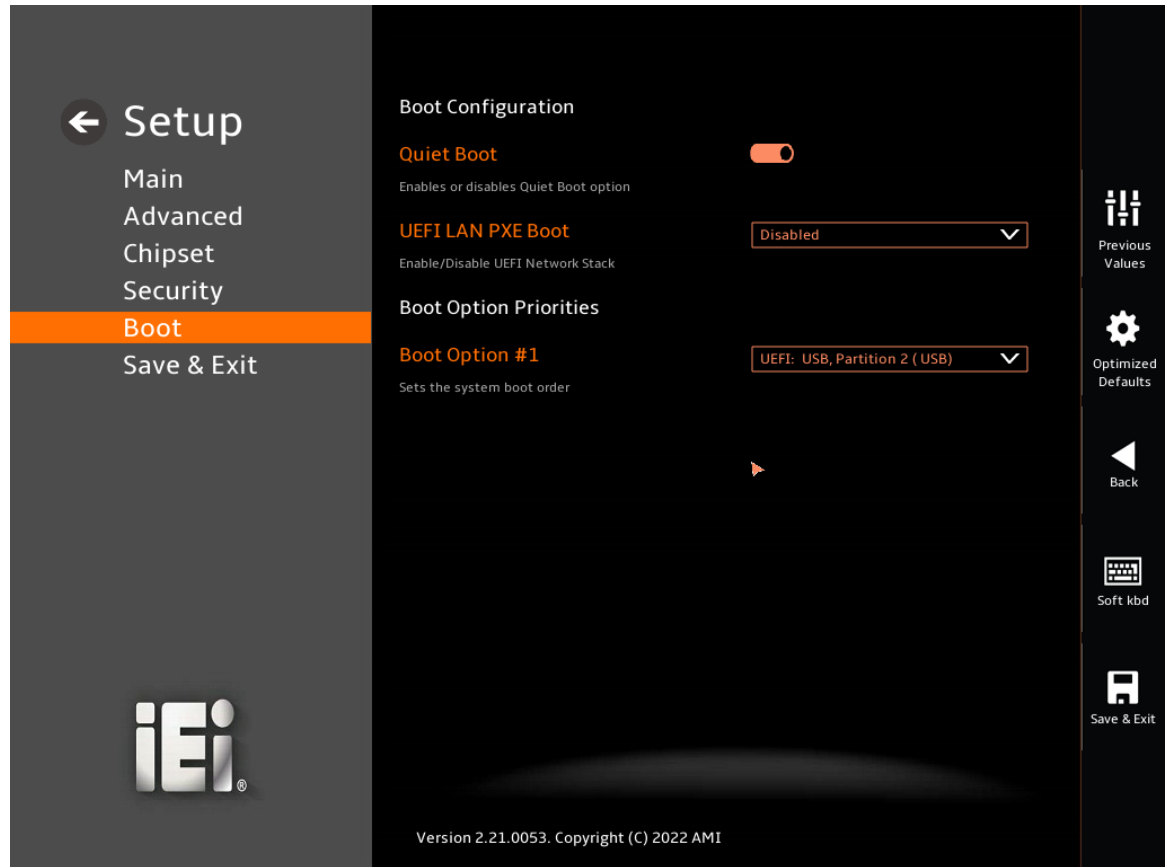 Setup
Main
Advanced
Chipset
Security
Boot
Save & Exit
iEi®
Boot Configuration
Quiet Boot
Enables or disables Quiet Boot option
UEFI LAN PXE Boot
Disabled
Enable/Disable UEFI Network Stack
Boot Option Priorities
Boot Option #1
UEFI:  USB, Partition 2 ( USB)
Sets the system boot order
Version 2.21.0053. Copyright (C) 2022 AMI
Previous
Values
Optimized
Defaults
Back
Soft kbd
Save & Exit